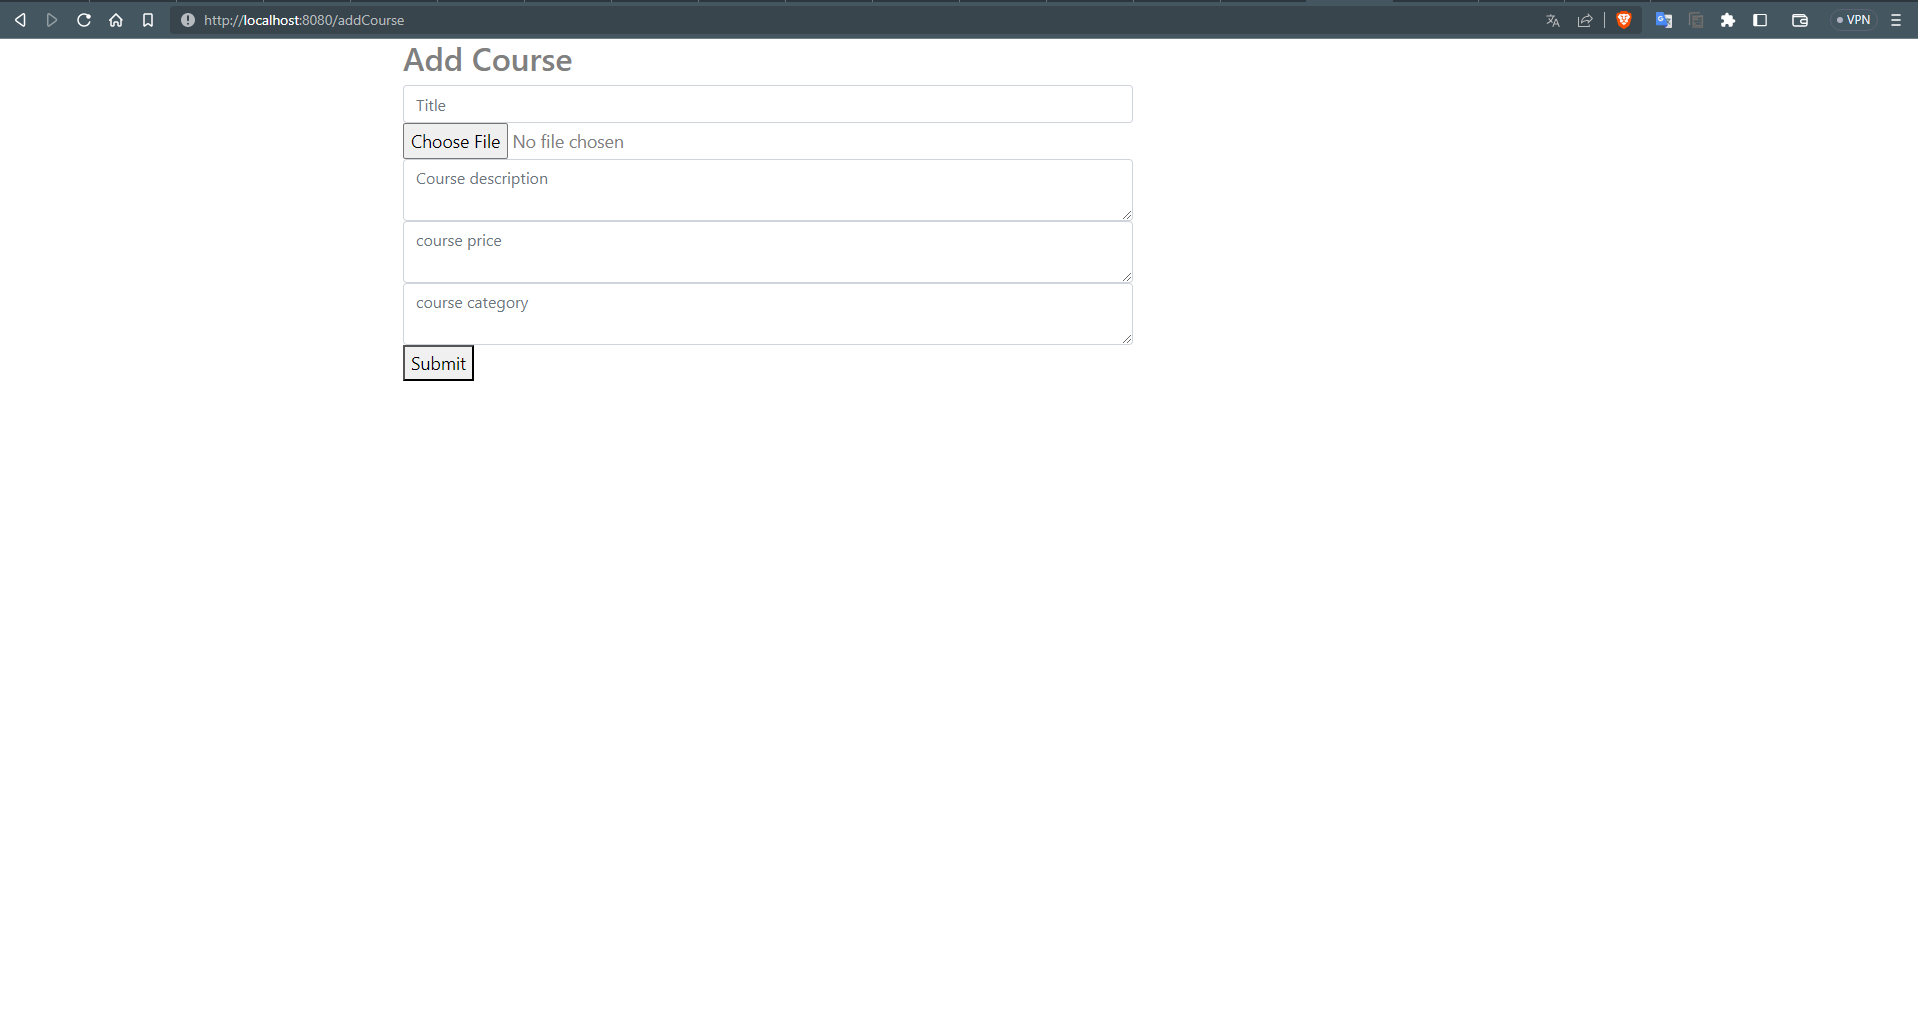 http://localhost:8080/addCourse
VPN
Add Course
Title
Choose File No file chosen
Course description
course price
course category
Submit